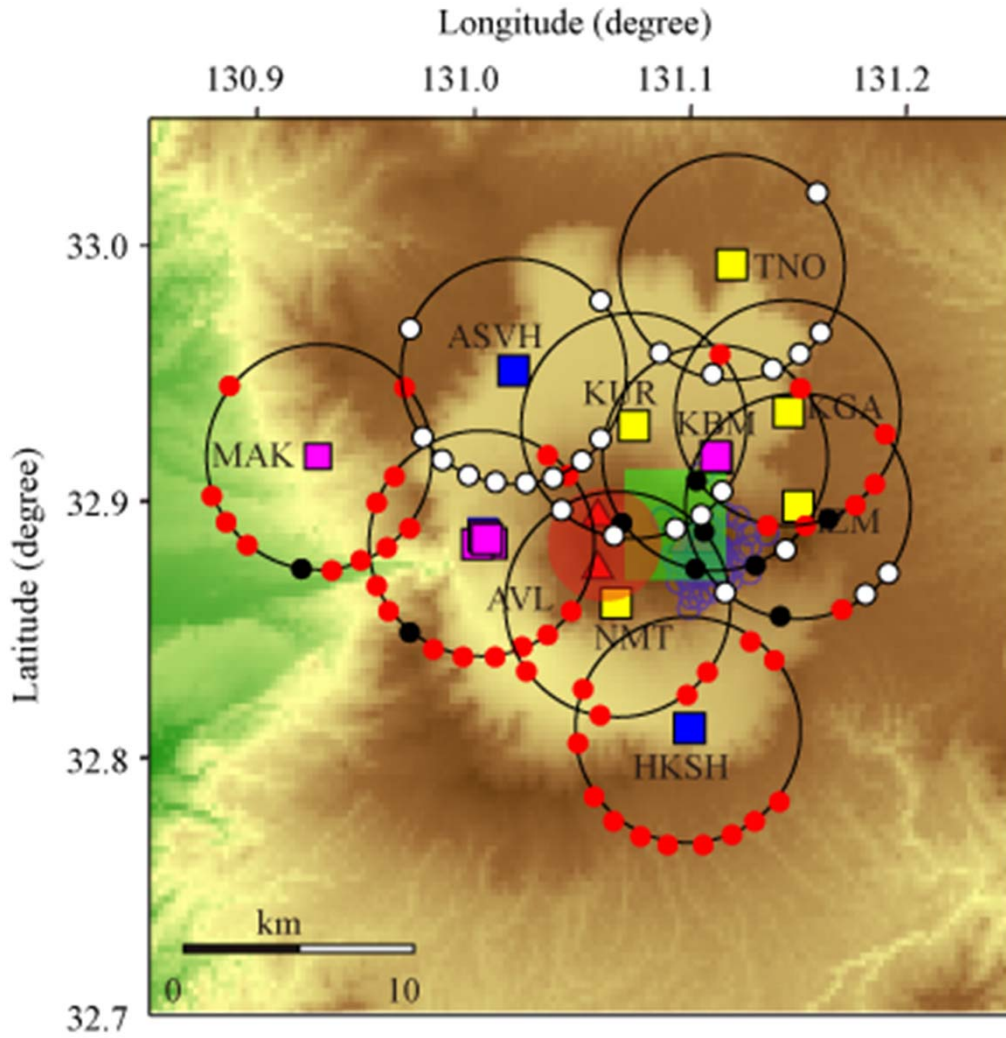 Longitude (degree)
130.9 131.0 131.1 131.2
Latitude (degree)
33.0
32.9
32.8
32.7
TNO
ASVH
KUR
KGA
KBM
MAK
IZM
AVL
NMT
HKSH
km
0 10